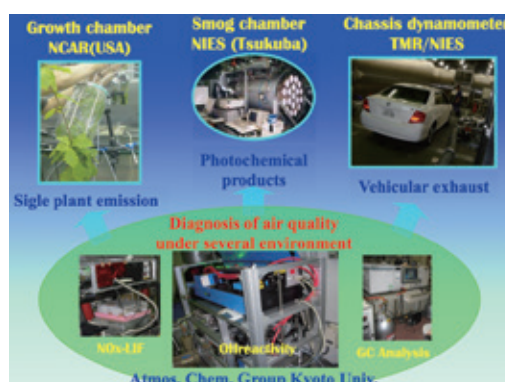 Growth chamber
NCAR(USA)
Smog chamber
NIES (Tsukuba)
Chassis dynamometer
TMR/NIES
Sigle plant emission
Photochemical
products
Vehicular exhaust
Diagnosis of air quality
under several environment
NOx-LIF
OHreactivity
GC Analysis
Atmos. Chem. Group Kyoto Univ